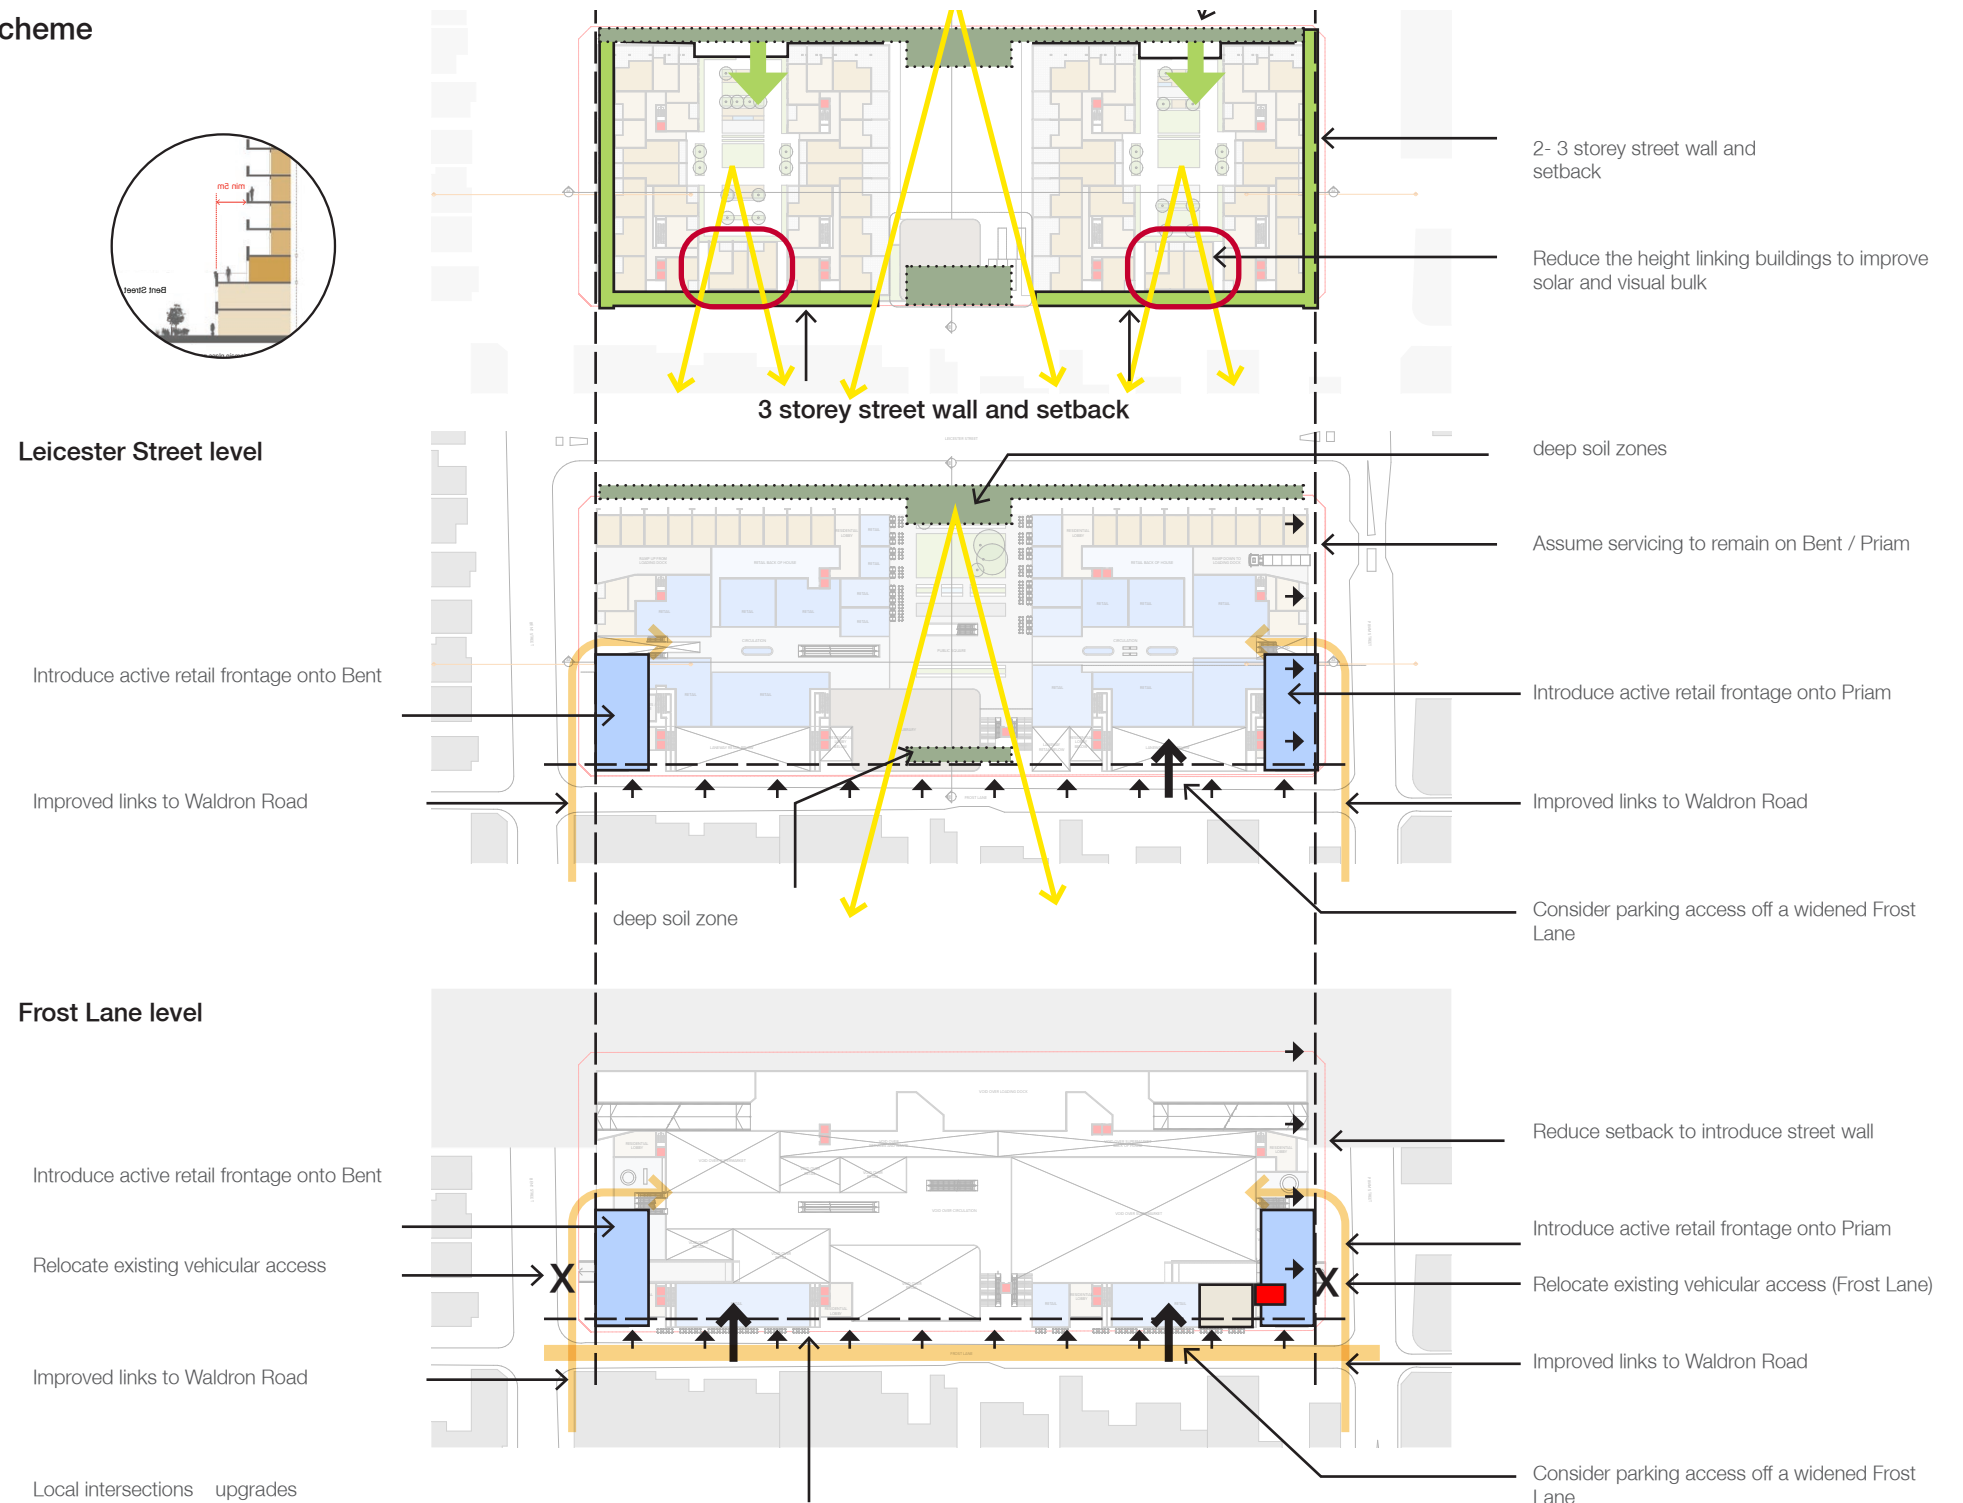 cheme
min 5m
Bent Street
2- 3 storey street wall and
setback
Reduce the height linking buildings to improve
solar and visual bulk
3 storey street wall and setback
Leicester Street level
deep soil zones
Assume servicing to remain on Bent / Priam
Introduce active retail frontage onto Bent
Introduce active retail frontage onto Priam
Improved links to Waldron Road
Improved links to Waldron Road
deep soil zone
Consider parking access off a widened Frost
Lane
Frost Lane level
Reduce setback to introduce street wall
Introduce active retail frontage onto Bent
Introduce active retail frontage onto Priam
Relocate existing vehicular access
X
X
Relocate existing vehicular access (Frost Lane)
Improved links to Waldron Road
Improved links to Waldron Road
Local intersections upgrades
Consider parking access off a widened Frost
Lane